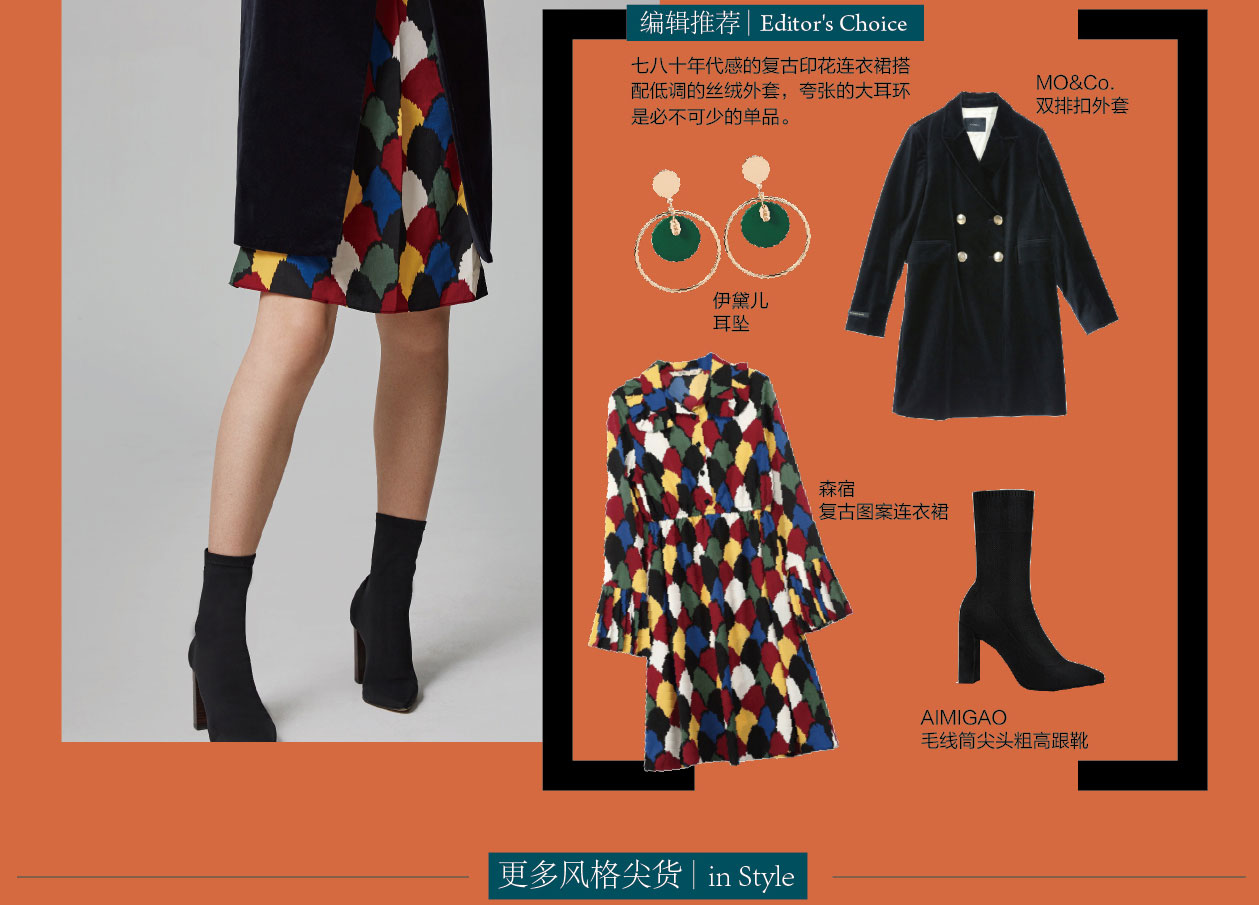 编辑推荐 | Editor's Choice
七八十年代感的复古印花连衣裙搭
配低调的丝绒外套，夸张的大耳环
是必不可少的单品。
MO&Co.
双排扣外套
伊黛儿
耳坠
森宿
复古图案连衣裙
AIMIGAO
毛线筒尖头粗高跟靴
更多风格尖货 | in Style